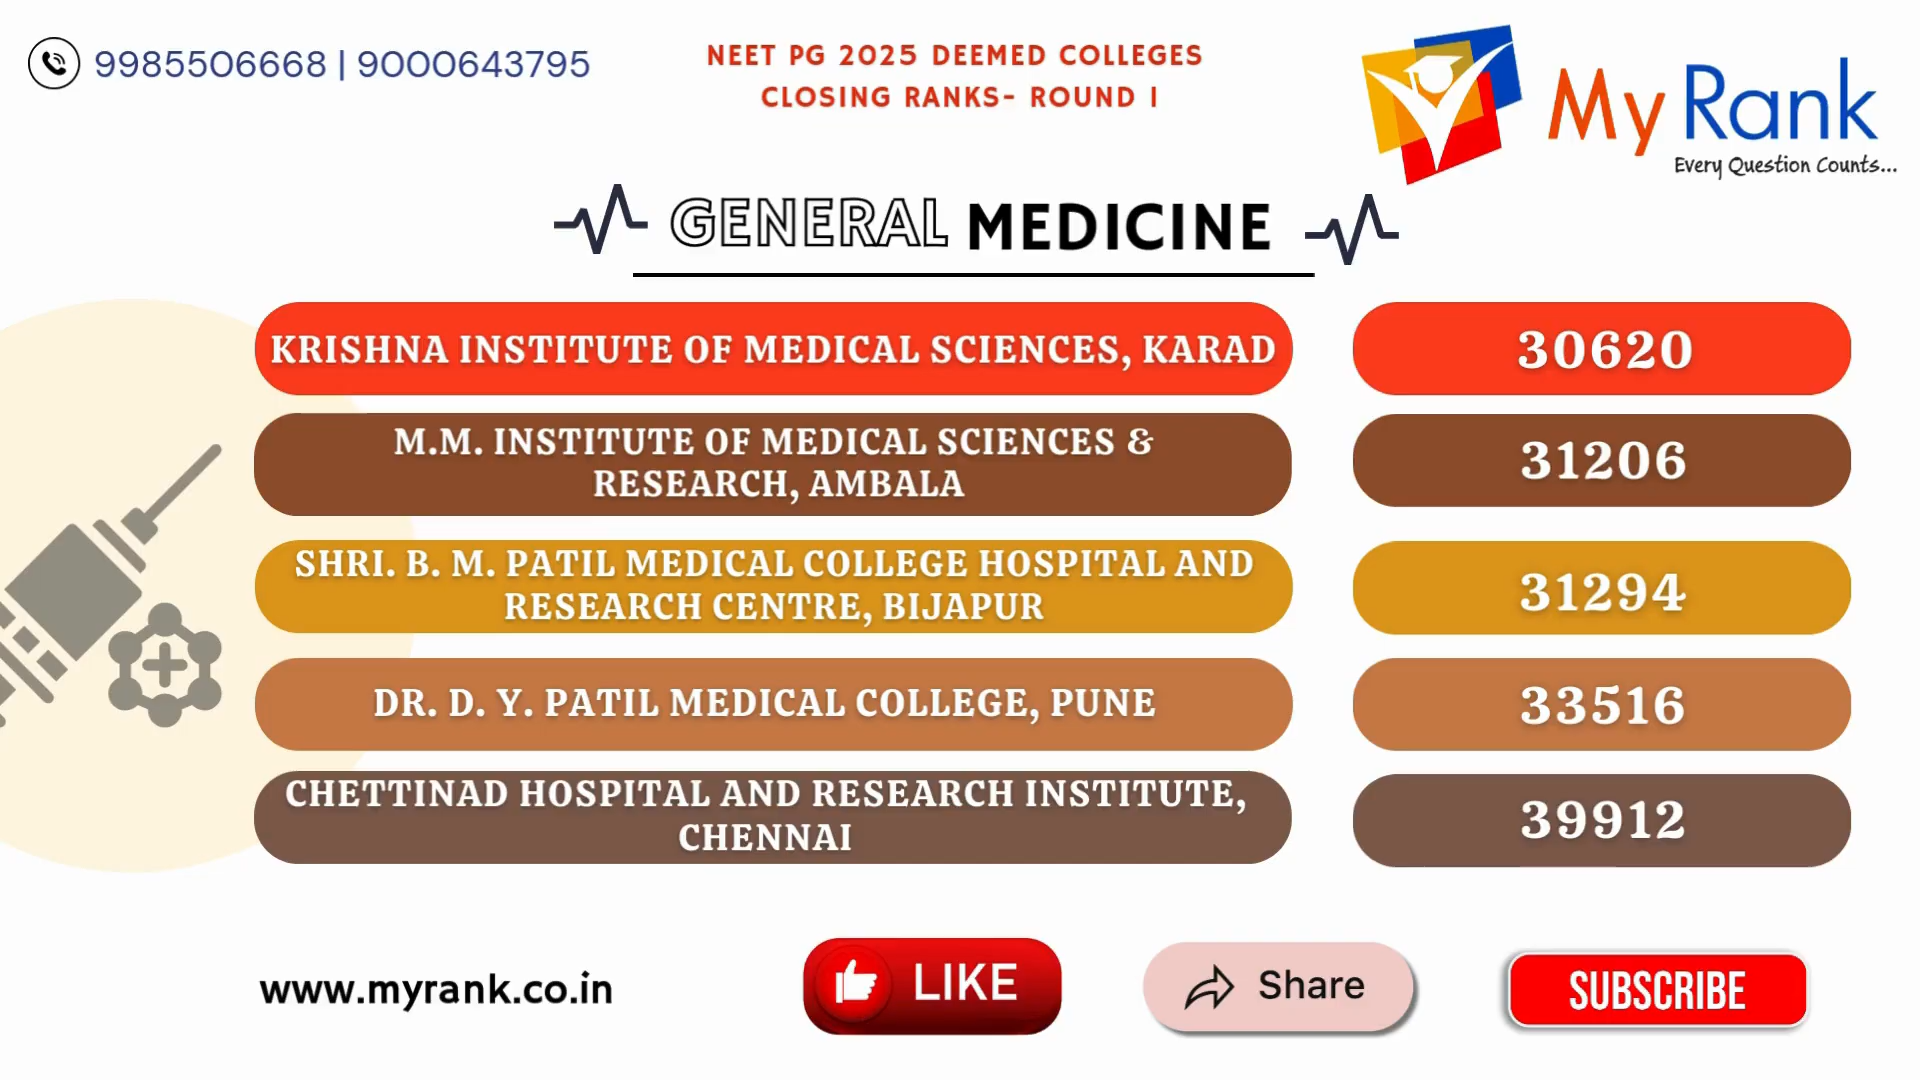 9985506668 | 9000643795
NEET PG 2025 DEEMED COLLEGES
CLOSING RANKS- ROUND 1
My Rank
Every Question Counts...
GENERAL MEDICINE
KRISHNA INSTITUTE OF MEDICAL SCIENCES, KARAD
30620
M.M. INSTITUTE OF MEDICAL SCIENCES &
RESEARCH, AMBALA
31206
SHRI. B. M. PATIL MEDICAL COLLEGE HOSPITAL AND
RESEARCH CENTRE, BIJAPUR
31294
DR. D. Y. PATIL MEDICAL COLLEGE, PUNE
33516
CHETTINAD HOSPITAL AND RESEARCH INSTITUTE,
CHENNAI
39912
www.myrank.co.in
LIKE
Share
SUBSCRIBE